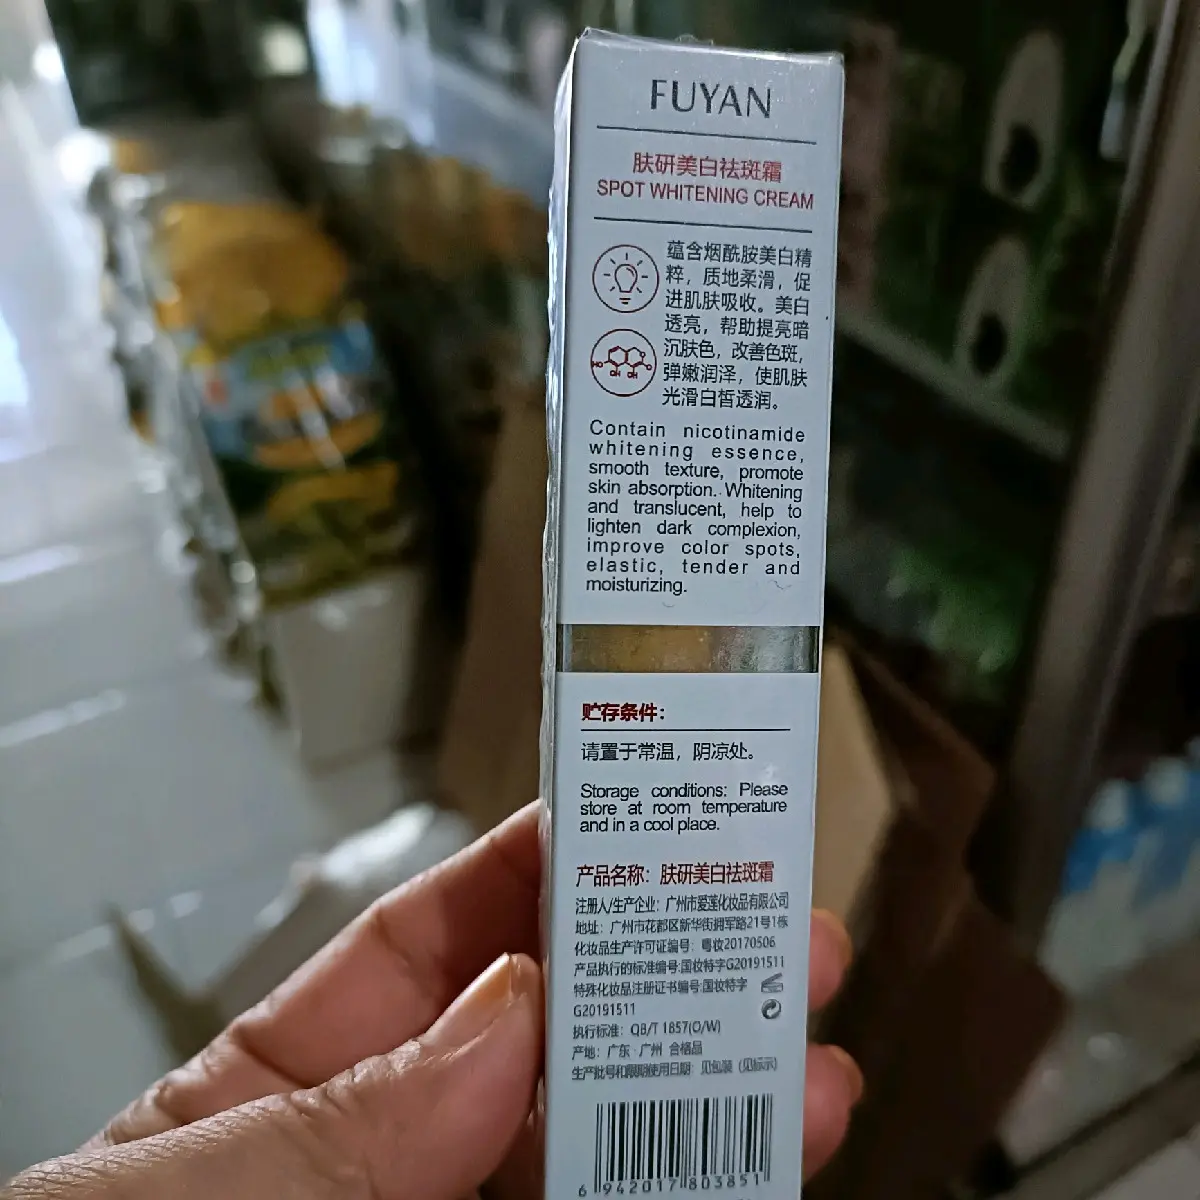 FUYAN
肤研美白祛斑霜
SPOT WHITENING CREAM
蕴含烟酰胺美白精
粹，质地柔滑，促
进肌肤吸收。美白
透亮，帮助提亮暗
沉肤色，改善色斑，
弹嫩润泽，使肌肤
光滑白皙透润。
Contain nicotinamide
whitening essence,
smooth texture, promote
skin absorption. Whitening
and translucent, help to
lighten dark complexion,
improve color spots,
elastic, tender and
moisturizing.
贮存条件：
请置于常温，阴凉处。
Storage conditions: Please
store at room temperature
and in a cool place.
产品名称：肤研美白祛斑霜
注册人/生产企业：广州市爱莲化妆品有限公司
地址：广州市花都区新华街拥军路21号1栋
化妆品生产许可证编号：粤妆20170506
产品执行的标准编号:国妆特字G20191511
特殊化妆品注册证书编号:国妆特字
G20191511
执行标准：QB/T 1857(O/W)
产地：广东·广州 合格品
生产批号和限期使用日期：见包装（见标示）
6 942017 803851